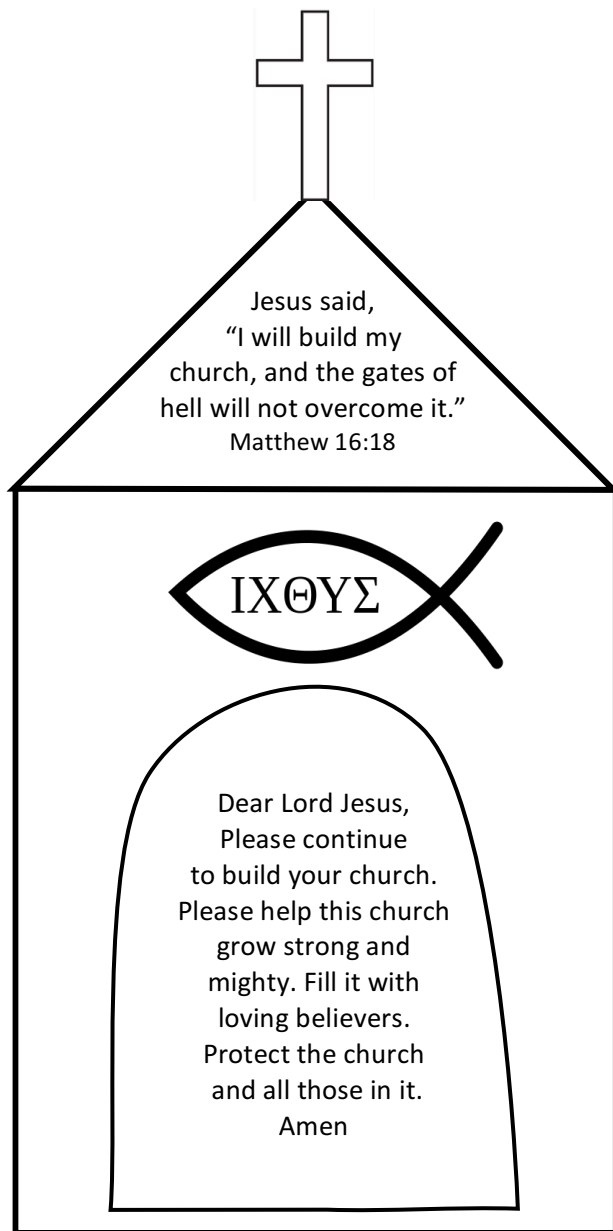 Jesus said,
“I will build my
church, and the gates of
hell will not overcome it.”
Matthew 16:18
ΙΧΘΥΣ
Dear Lord Jesus,
Please continue
to build your church.
Please help this church
grow strong and
mighty. Fill it with
loving believers.
Protect the church
and all those in it.
Amen